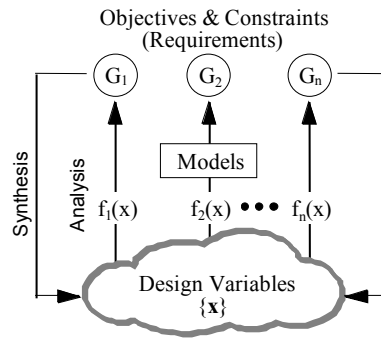 Objectives & Constraints
(Requirements)
G1
G2
Gn
Synthesis
Analysis
Models
f1(x)
f2(x)
fn(x)
Design Variables
{x}